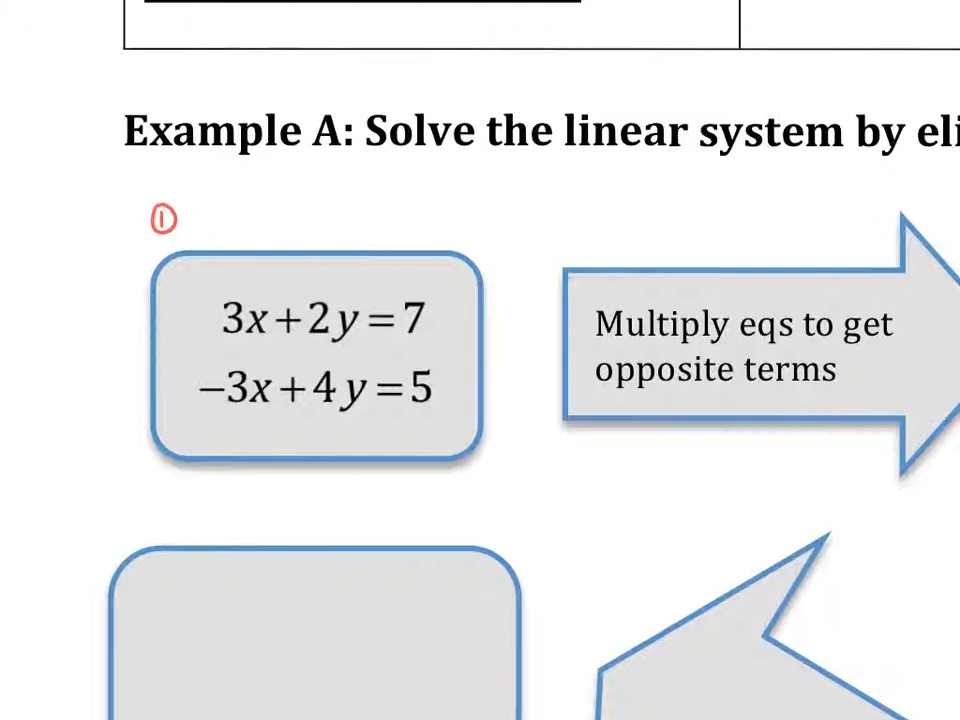 Example A: Solve the linear system by eli
①
3x+2y=7
−3x+4y=5
Multiply eqs to get
opposite terms